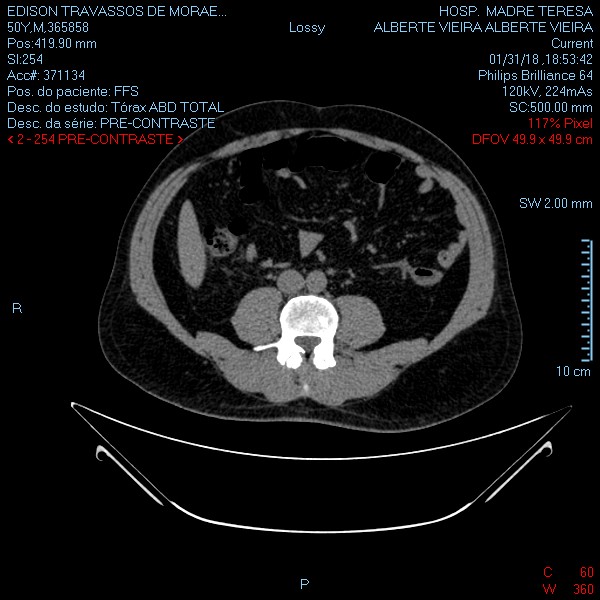 EDISON TRAVASSOS DE MORAE...
50Y,M,365858
Pos:419.90 mm
Sl:254
Acc#: 371134
Pos. do paciente: FFS
Desc. do estudo: Tórax ABD TOTAL
Desc. da série: PRE-CONTRASTE
< 2 - 254 PRE-CONTRASTE >
Lossy
HOSP. MADRE TERESA
ALBERTE VIEIRA ALBERTE VIEIRA
Current
01/31/18 ,18:53:42
Philips Brilliance 64
120kV, 224mAs
SC:500.00 mm
117% Pixel
DFOV 49.9 x 49.9 cm
SW 2.00 mm
R
10 cm
P
C 60
W 360